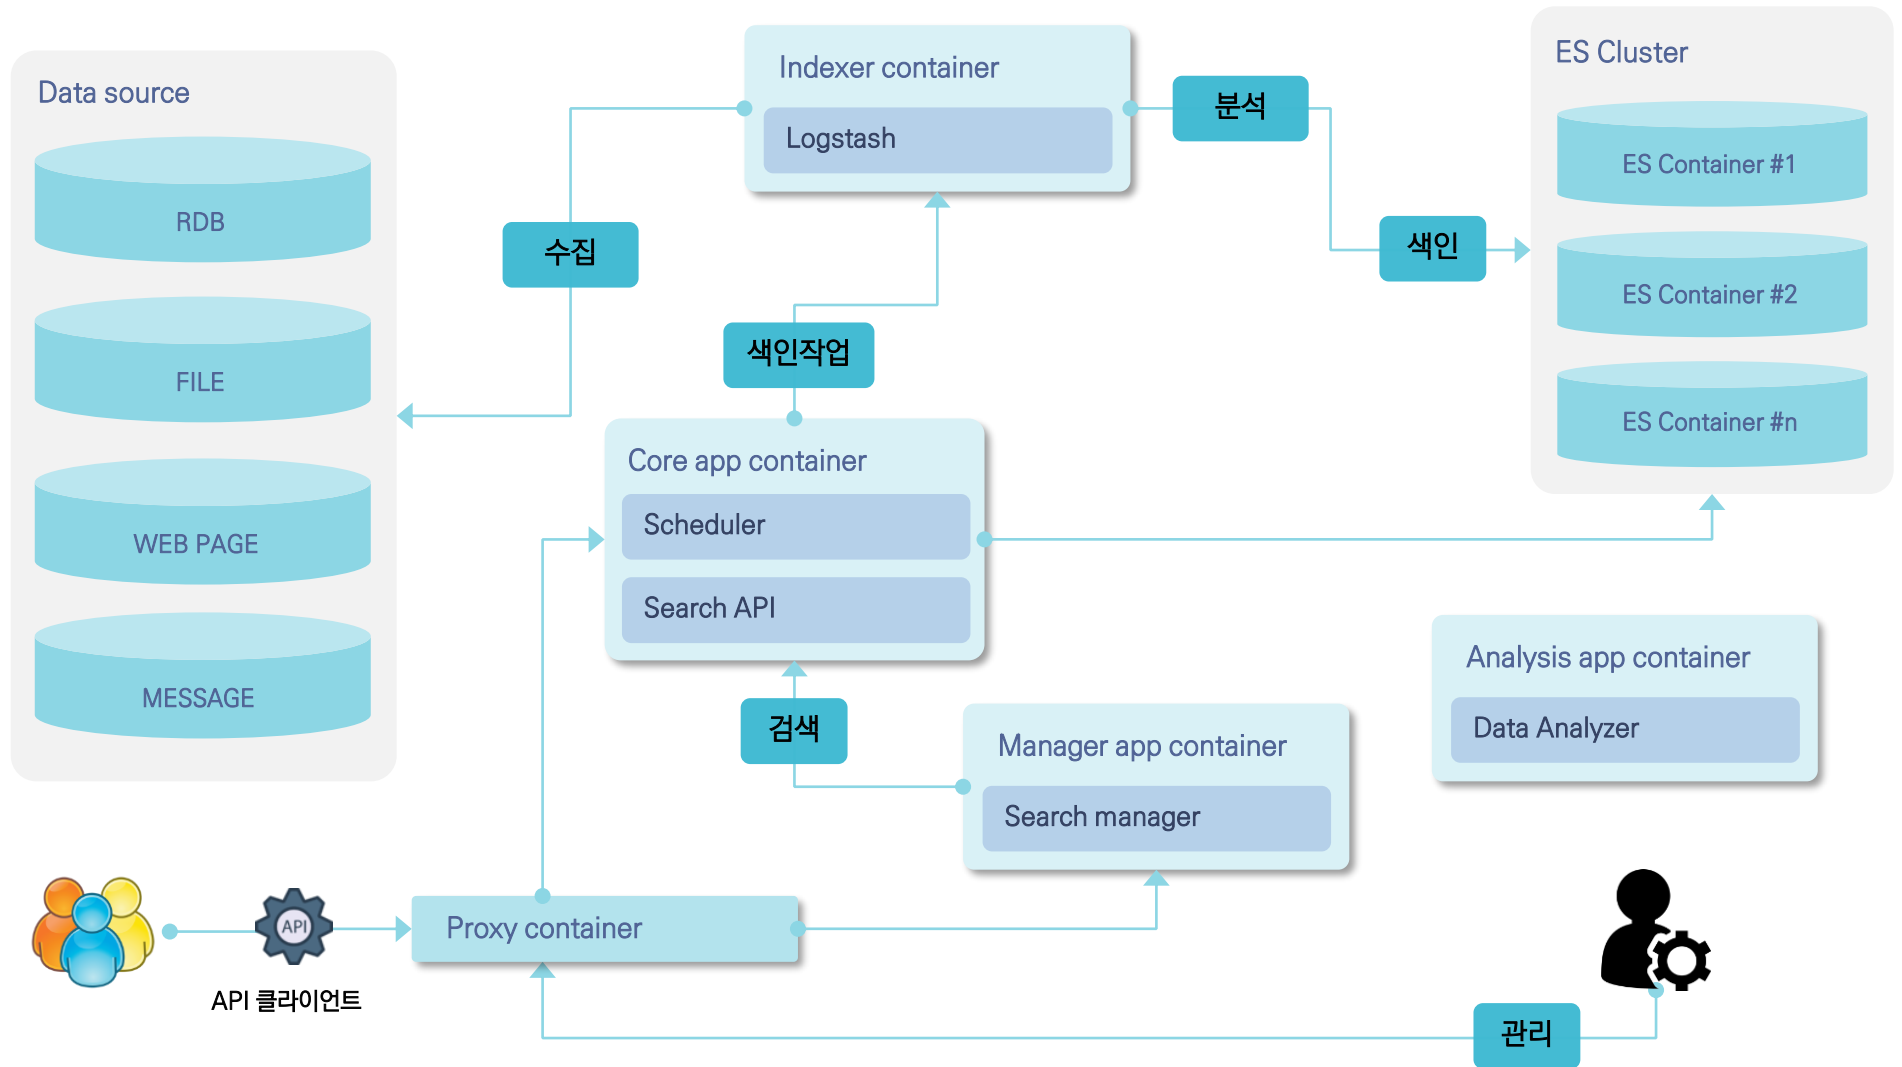 Data source
RDB
FILE
WEB PAGE
MESSAGE
수집
Indexer container
Logstash
분석
색인
ES Cluster
ES Container #1
ES Container #2
ES Container #n
색인작업
Core app container
Scheduler
Search API
검색
Manager app container
Search manager
Analysis app container
Data Analyzer
API
API 클라이언트
Proxy container
관리